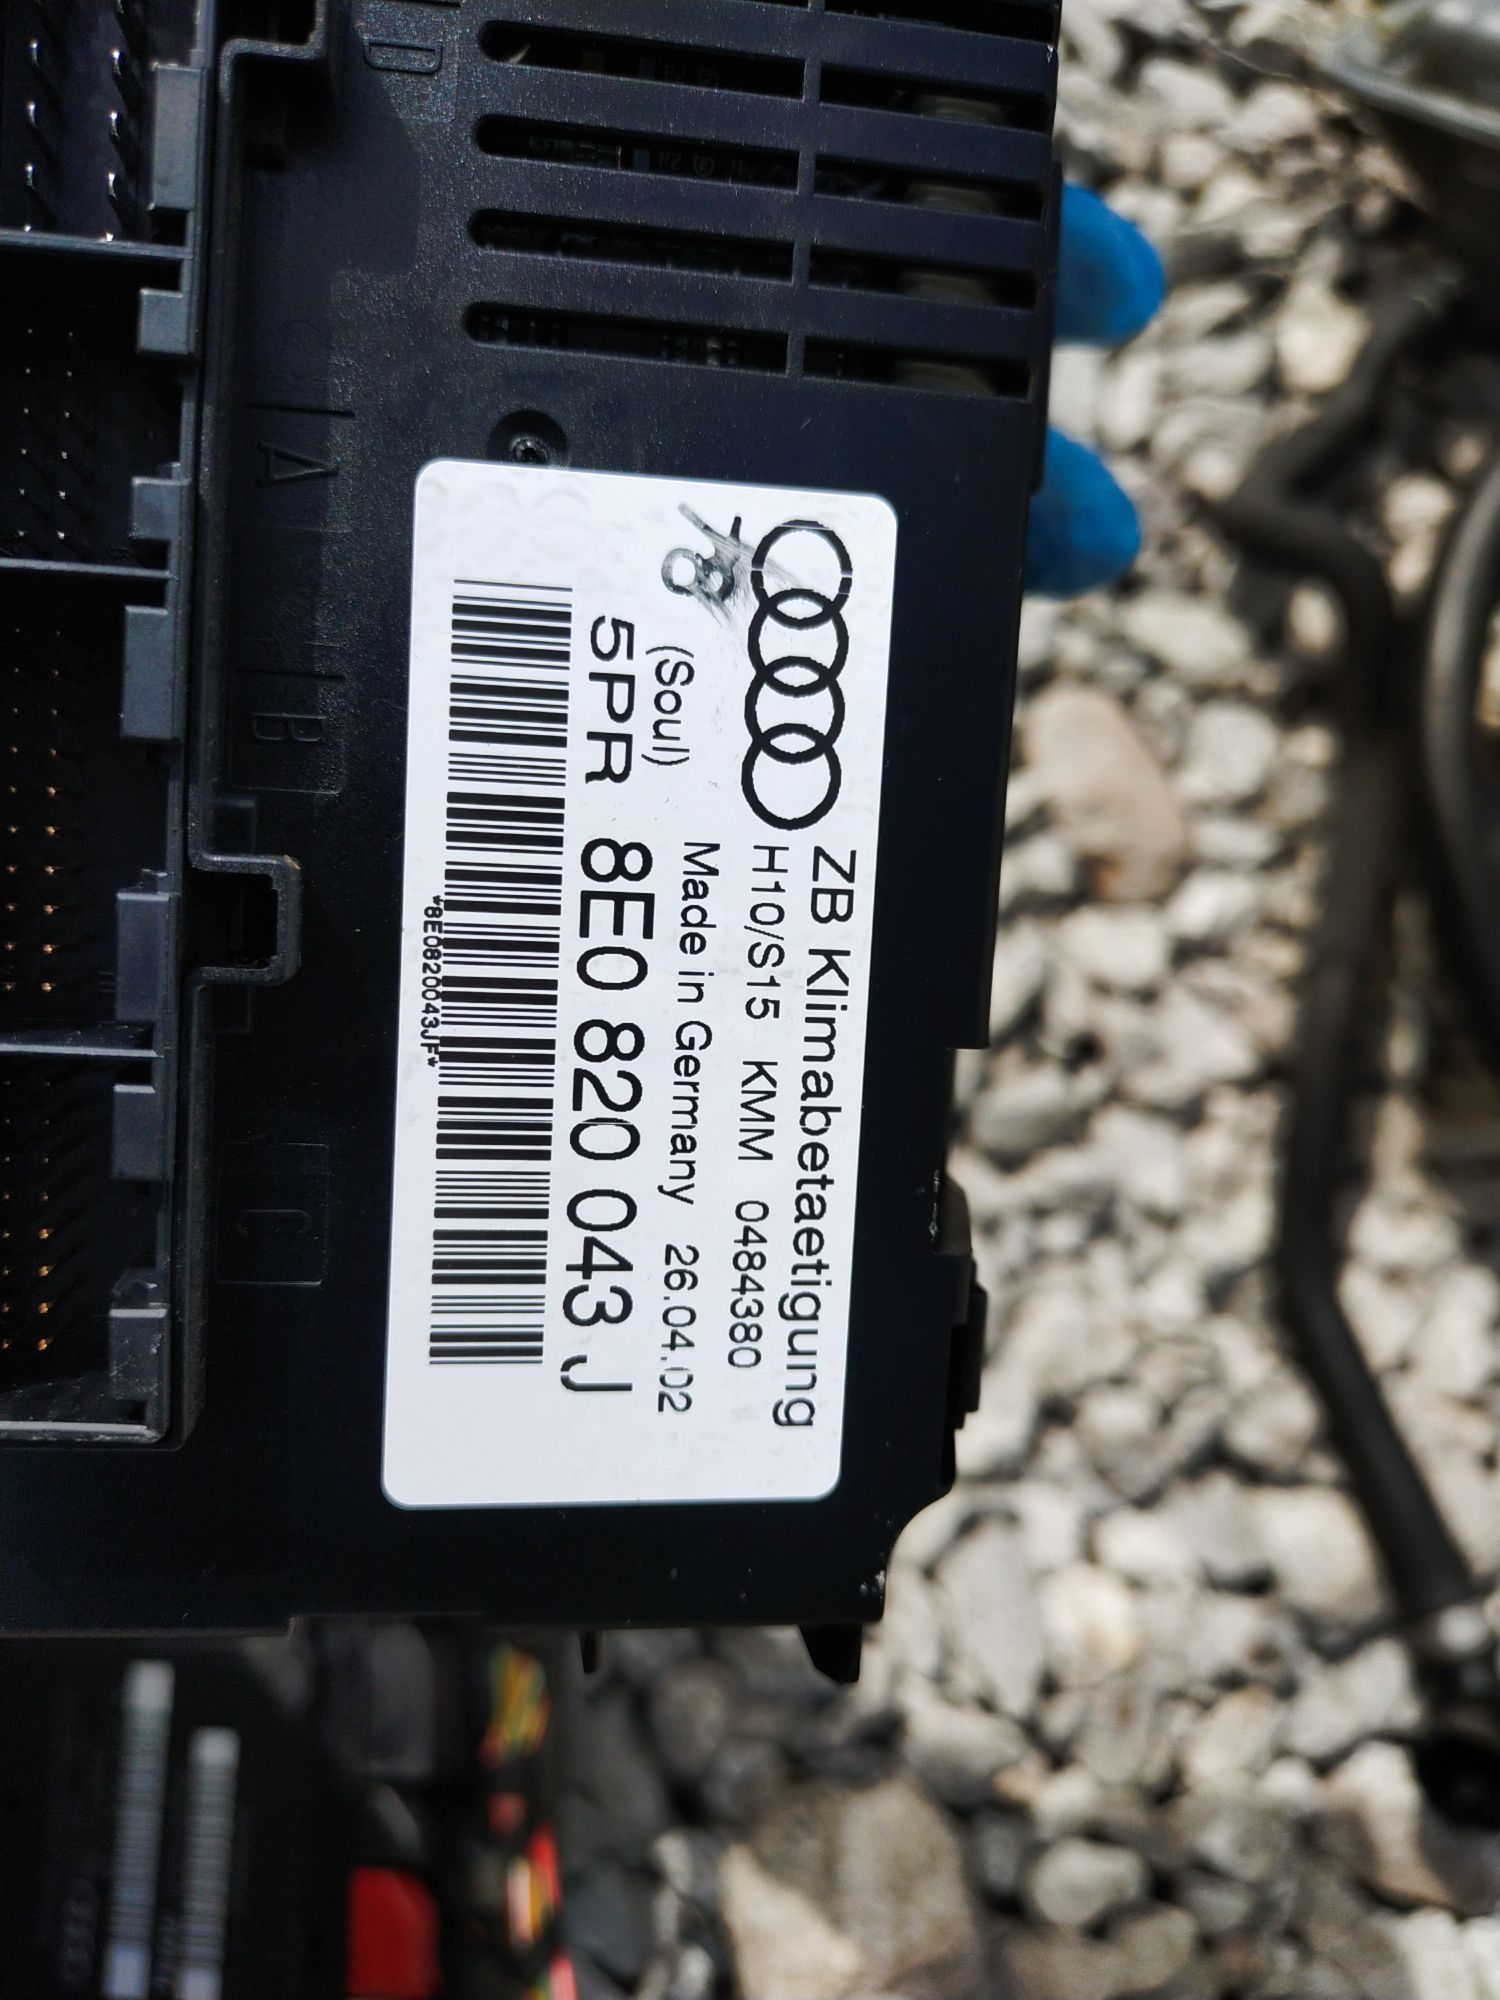 ZB Klimabetaetigung
H10/S15 KMM 0484380
Made in Germany 26.04.02
(Soul)
5PR 8E0 820 043 J
*8E0820043JF*
D
A
B
C